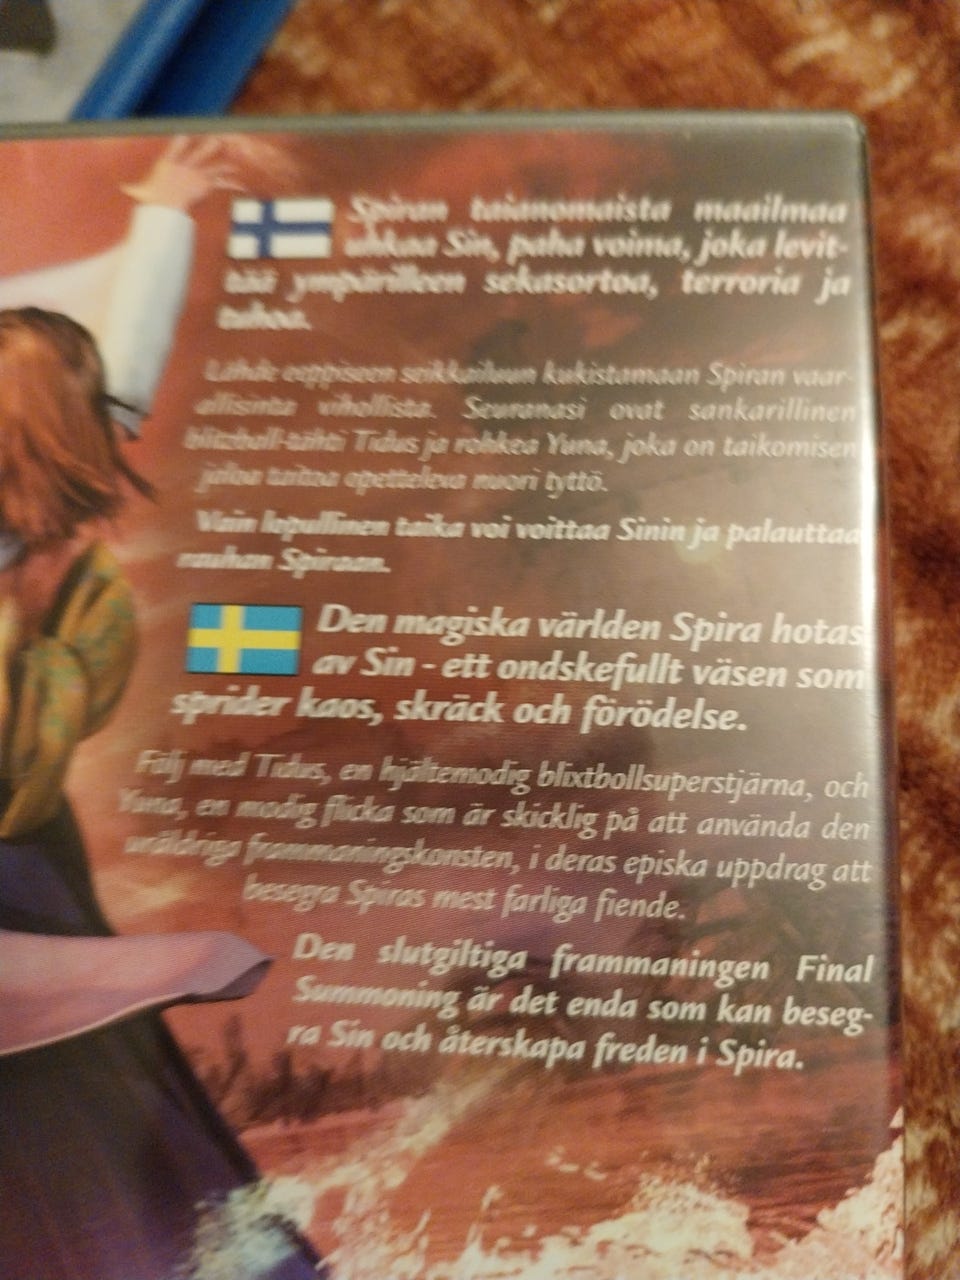 Spiran taianomaista maailmaa
uhkaa Sin, paha voima, joka levit-
tää ympärilleen sekasortoa, terroria ja
tuhoa.
Lähde eeppiseen seikkailuun kukistamaan Spiran vaar-
allisinta vihollista. Seuranasi ovat sankarillinen
blitzball-tähti Tidus ja rohkea Yuna, joka on taikomisen
jaloa taitoa opetteleva nuori tyttö.
Vain lopullinen taika voi voittaa Sinin ja palauttaa
rauhan Spiraan.
Den magiska världen Spira hotas
av Sin - ett ondskefullt väsen som
sprider kaos, skräck och förödelse.
Följ med Tidus, en hjältemodig blixtbollsuperstjärna, och
Yuna, en modig flicka som är skicklig på att använda den
uråldriga frammaningskonsten, i deras episka uppdrag att
besegra Spiras mest farliga fiende.
Den slutgiltiga frammaningen Final
Summoning är det enda som kan beseg-
ra Sin och återskapa freden i Spira.